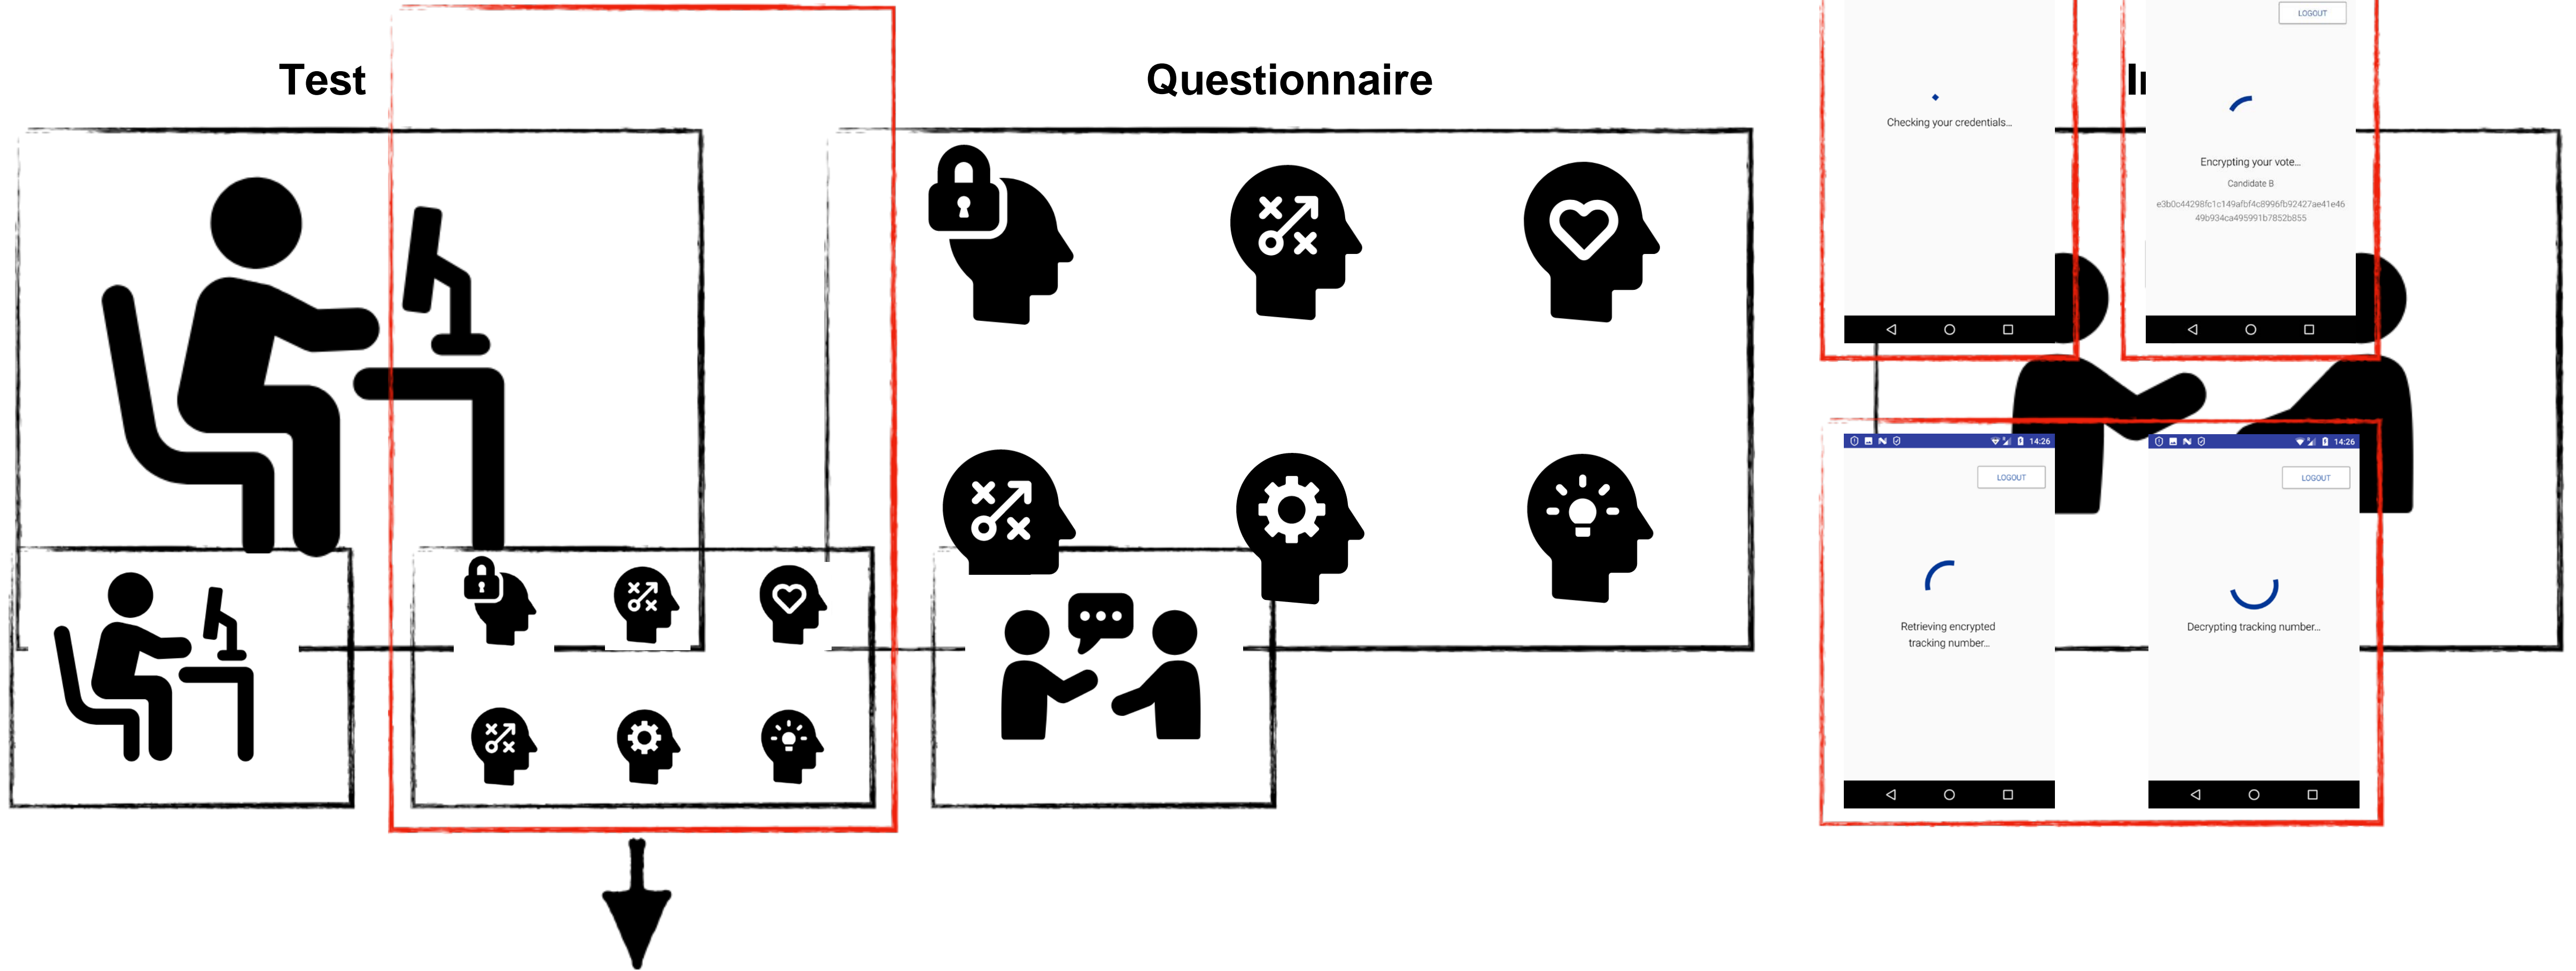 Test
Questionnaire
LOGOUT
Checking your credentials...
Encrypting your vote...
Candidate B
e3b0c44298fc1c149afbf4c8996fb92427ae41e46
49b934ca495991b7852b855
14:26
LOGOUT
Retrieving encrypted
tracking number...
14:26
LOGOUT
Decrypting tracking number...